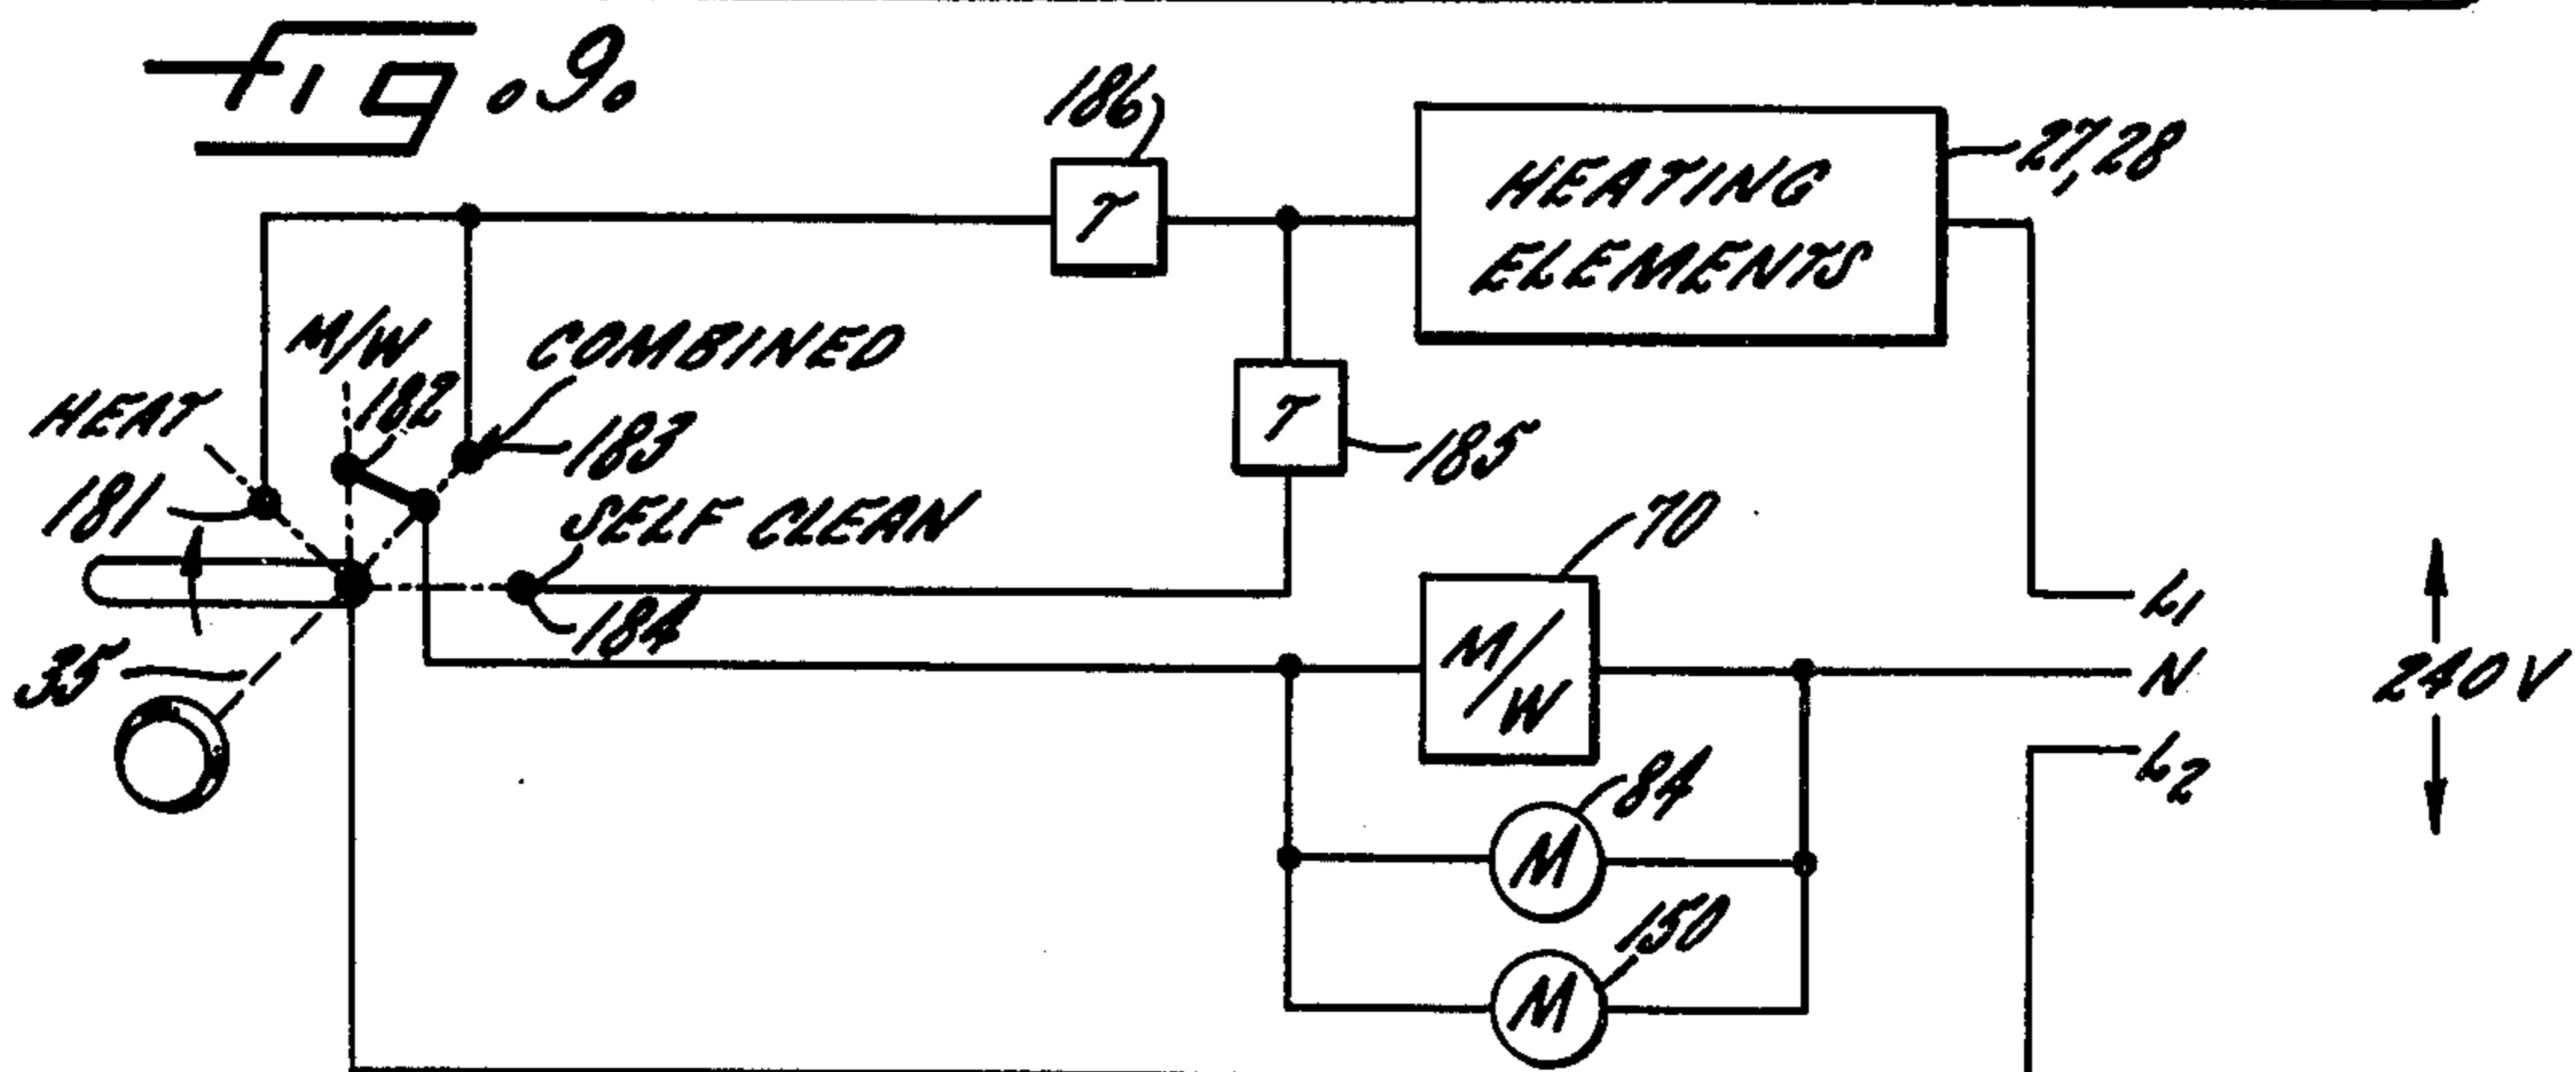 Fig. 9.
186
HEATING
ELEMENTS
27, 28
T
M/W
COMBINED
HEAT
182
183
T
185
181
SELF CLEAN
184
70
M/W
L1
N
L2
240V
35
84
M
150
M